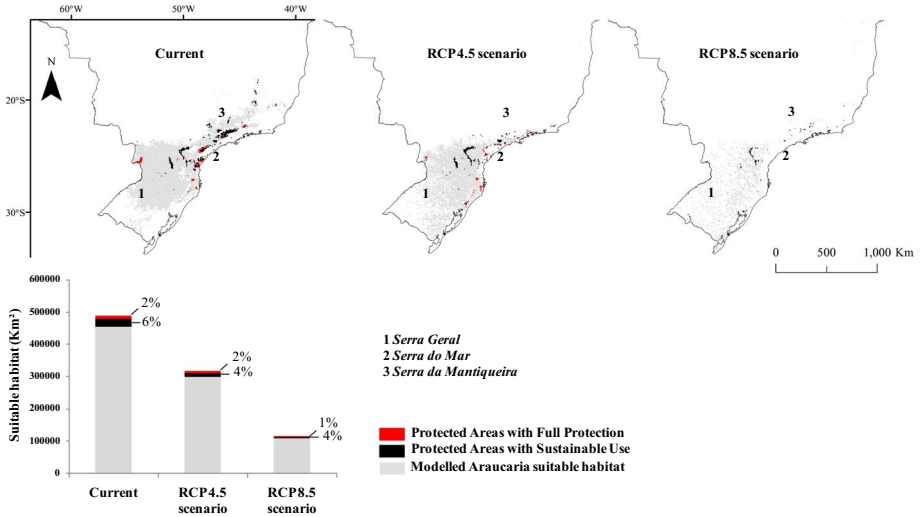 60°W 50°W 40°W
Current
RCP4.5 scenario
RCP8.5 scenario
N
20°S
30°S
3
2
1
3
2
1
3
2
1
0 500 1,000 Km
Suitable habitat (Km²)
600000
500000
400000
300000
200000
100000
0
2%
6%
2%
4%
1%
4%
Current
RCP4.5
scenario
RCP8.5
scenario
1 Serra Geral
2 Serra do Mar
3 Serra da Mantiqueira
Protected Areas with Full Protection
Protected Areas with Sustainable Use
Modelled Araucaria suitable habitat